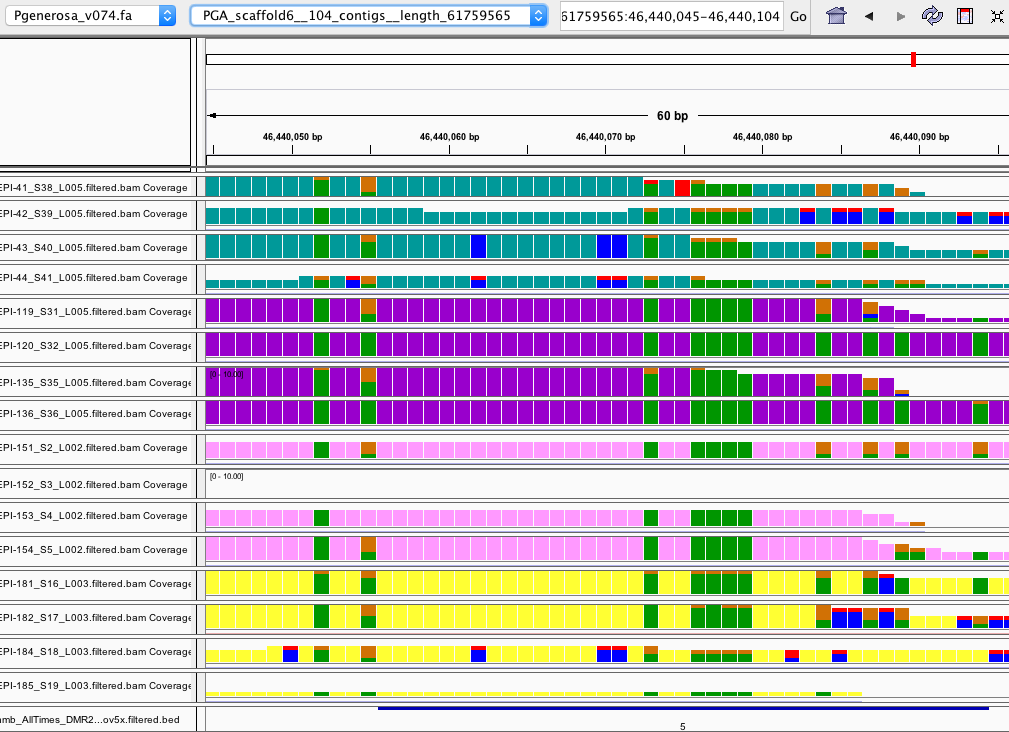 Pgenerosa_v074.fa PGA_scaffold6__104_contigs__length_61759565 61759565:46,440,045-46,440,104 Go
60 bp
46,440,050 bp 46,440,060 bp 46,440,070 bp 46,440,080 bp 46,440,090 bp
EPI-41_S38_L005.filtered.bam Coverage
EPI-42_S39_L005.filtered.bam Coverage
EPI-43_S40_L005.filtered.bam Coverage
EPI-44_S41_L005.filtered.bam Coverage
EPI-119_S31_L005.filtered.bam Coverage
EPI-120_S32_L005.filtered.bam Coverage
EPI-135_S35_L005.filtered.bam Coverage [0 - 10.00]
EPI-136_S36_L005.filtered.bam Coverage
EPI-151_S2_L002.filtered.bam Coverage
EPI-152_S3_L002.filtered.bam Coverage [0 - 10.00]
EPI-153_S4_L002.filtered.bam Coverage
EPI-154_S5_L002.filtered.bam Coverage
EPI-181_S16_L003.filtered.bam Coverage
EPI-182_S17_L003.filtered.bam Coverage
EPI-184_S18_L003.filtered.bam Coverage
EPI-185_S19_L003.filtered.bam Coverage
mb_AllTimes_DMR2...ov5x.filtered.bed
5